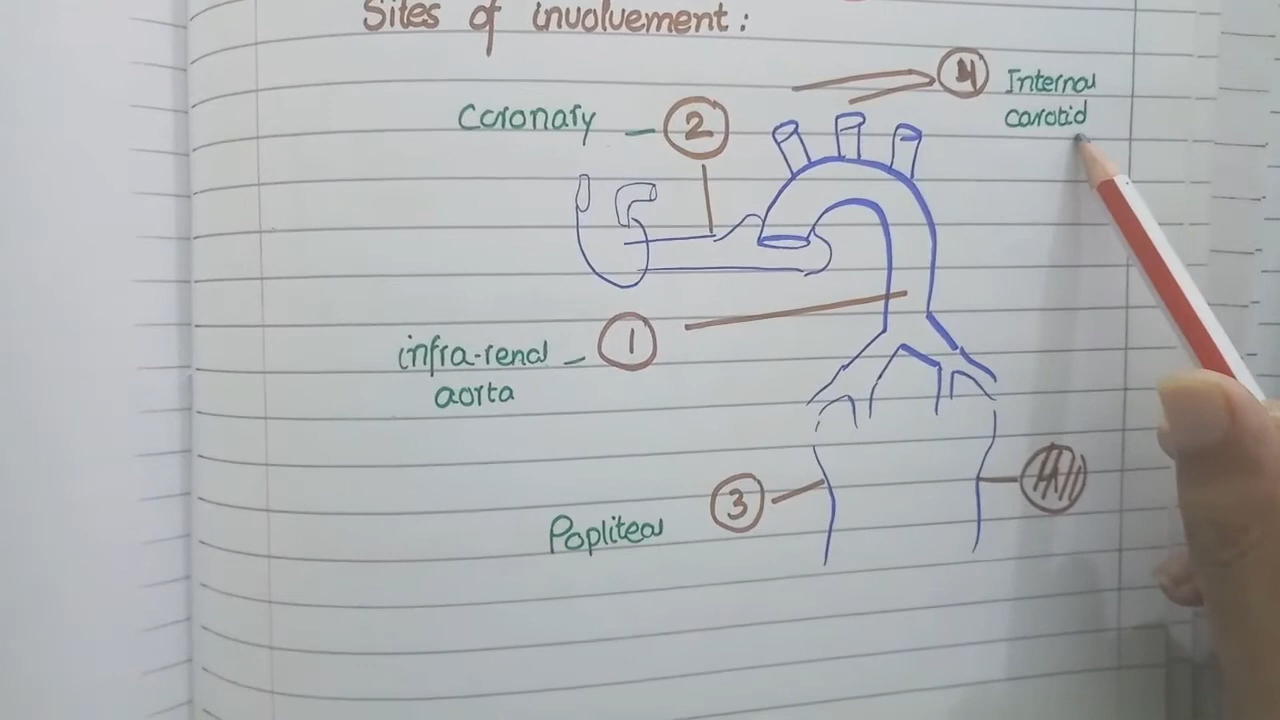 Sites of involvement:
4 Internal
carotid
coronary - 2
infra-renal - 1
aorta
3
Popliteal